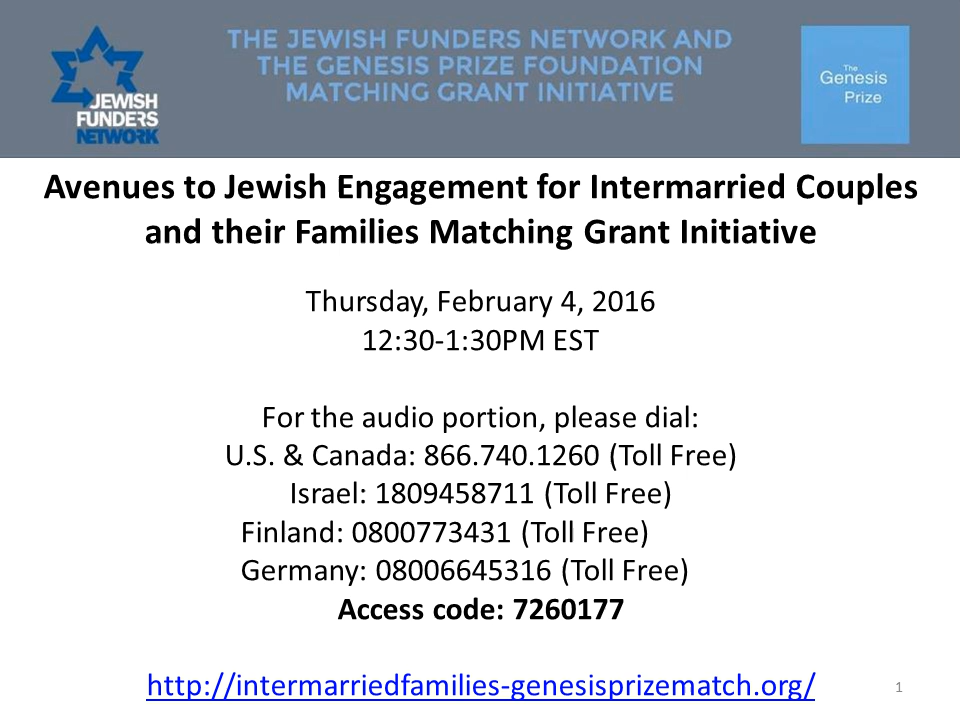 JEWISH
FUNDERS
NETWORK
THE JEWISH FUNDERS NETWORK AND
THE GENESIS PRIZE FOUNDATION
MATCHING GRANT INITIATIVE
The
Genesis
Prize
Avenues to Jewish Engagement for Intermarried Couples
and their Families Matching Grant Initiative
Thursday, February 4, 2016
12:30-1:30PM EST
For the audio portion, please dial:
U.S. & Canada: 866.740.1260 (Toll Free)
Israel: 1809458711 (Toll Free)
Finland: 0800773431 (Toll Free)
Germany: 08006645316 (Toll Free)
Access code: 7260177
http://intermarriedfamilies-genesisprizematch.org/
1